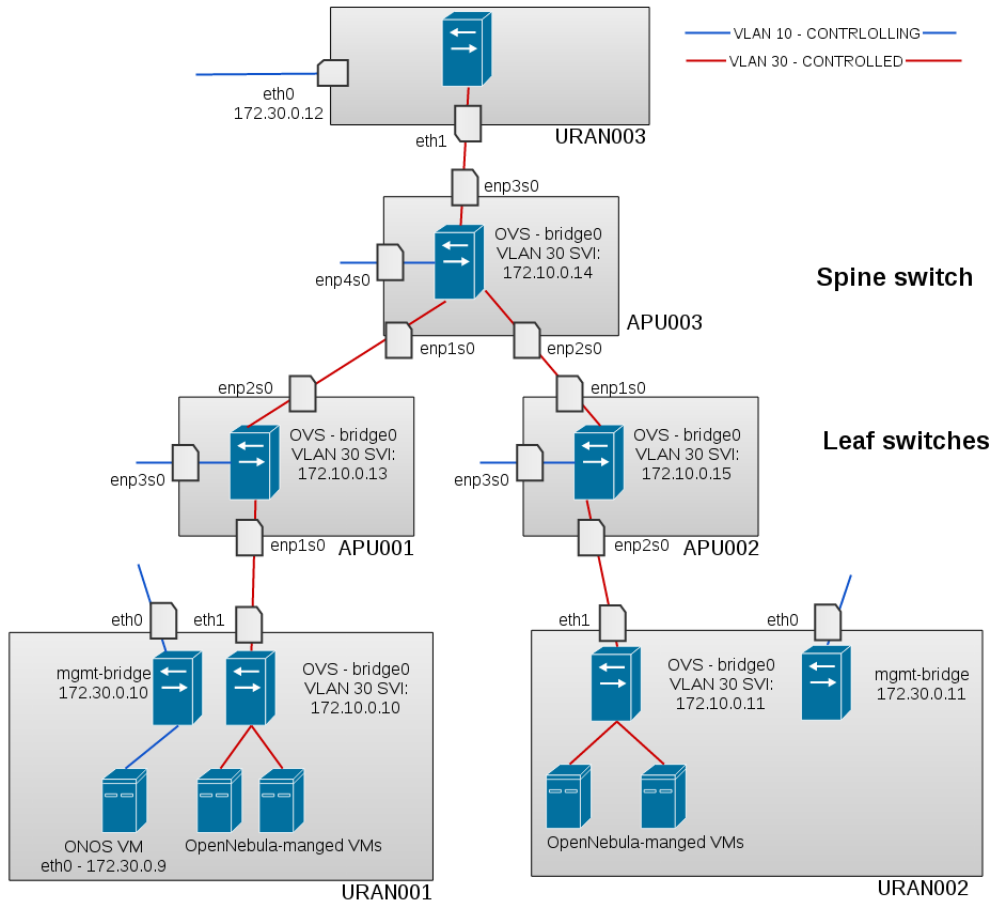 VLAN 10 - CONTRLOLLING
VLAN 30 - CONTROLLED
eth0
172.30.0.12
eth1
URAN003
enp3s0
OVS - bridge0
VLAN 30 SVI:
172.10.0.14
enp4s0
Spine switch
APU003
enp1s0
enp2s0
enp2s0
enp1s0
OVS - bridge0
VLAN 30 SVI:
172.10.0.13
enp3s0
OVS - bridge0
VLAN 30 SVI:
172.10.0.15
enp3s0
Leaf switches
enp1s0
APU001
enp2s0
APU002
eth0
eth1
eth1
eth0
mgmt-bridge
172.30.0.10
OVS - bridge0
VLAN 30 SVI:
172.10.0.10
OVS - bridge0
VLAN 30 SVI:
172.10.0.11
mgmt-bridge
172.30.0.11
ONOS VM
eth0 - 172.30.0.9
OpenNebula-manged VMs
OpenNebula-manged VMs
URAN001
URAN002